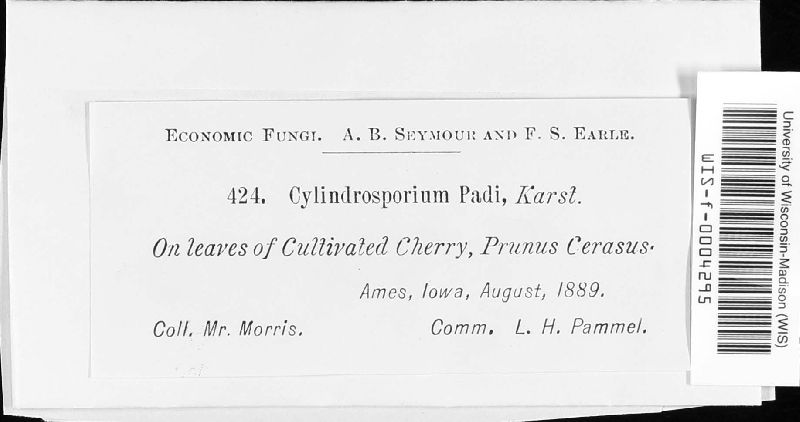 ECONOMIC FUNGI. A. B. SEYMOUR AND F. S. EARLE.
424. Cylindrosporium Padi, Karst.
On leaves of Cultivated Cherry, Prunus Cerasus.
Ames, Iowa, August, 1889.
Coll. Mr. Morris. Comm. L. H. Pammel.
University of Wisconsin-Madison (WIS)
WIS-f-0004295